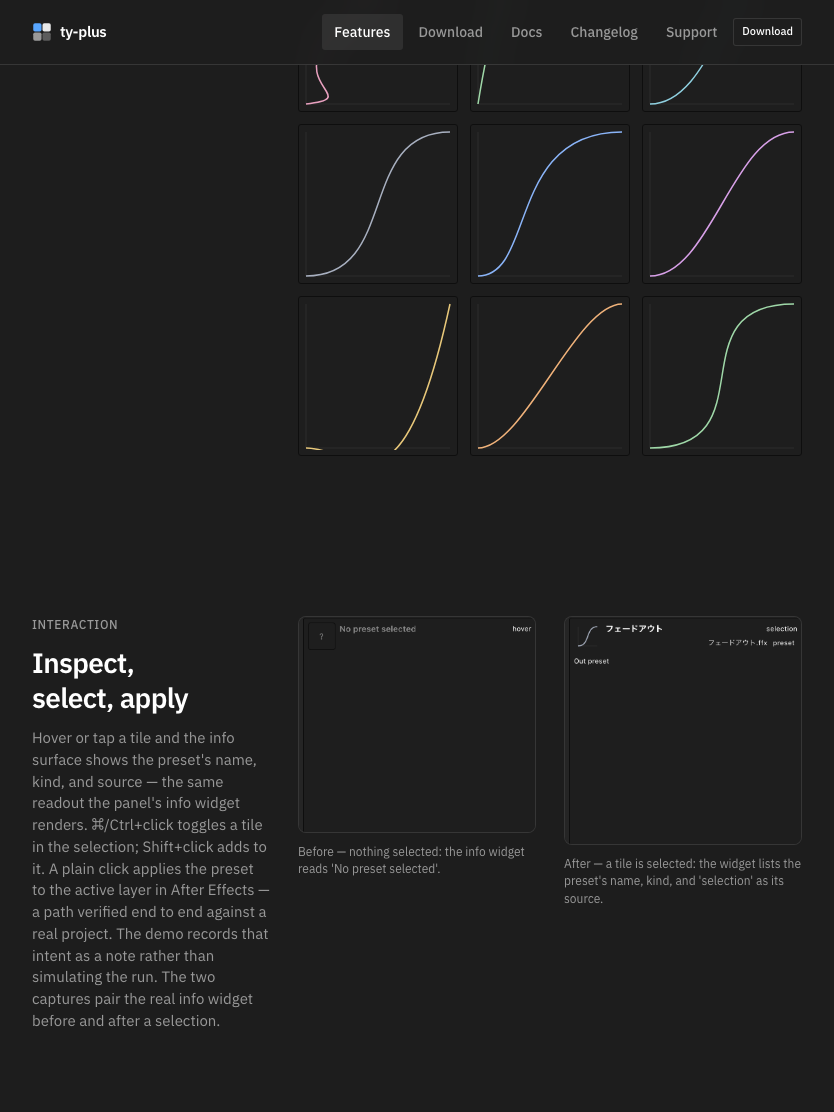 ty-plus
Features
Download
Docs
Changelog
Support
Download
INTERACTION
Inspect,
select, apply
Hover or tap a tile and the info
surface shows the preset's name,
kind, and source — the same
readout the panel's info widget
renders. ⌘/Ctrl+click toggles a tile
in the selection; Shift+click adds to
it. A plain click applies the preset
to the active layer in After Effects —
a path verified end to end against a
real project. The demo records that
intent as a note rather than
simulating the run. The two
captures pair the real info widget
before and after a selection.
?
No preset selected
hover
Before — nothing selected: the info widget
reads 'No preset selected'.
フェードアウト
selection
フェードアウト.ffx preset
Out preset
After — a tile is selected: the widget lists the
preset's name, kind, and 'selection' as its
source.